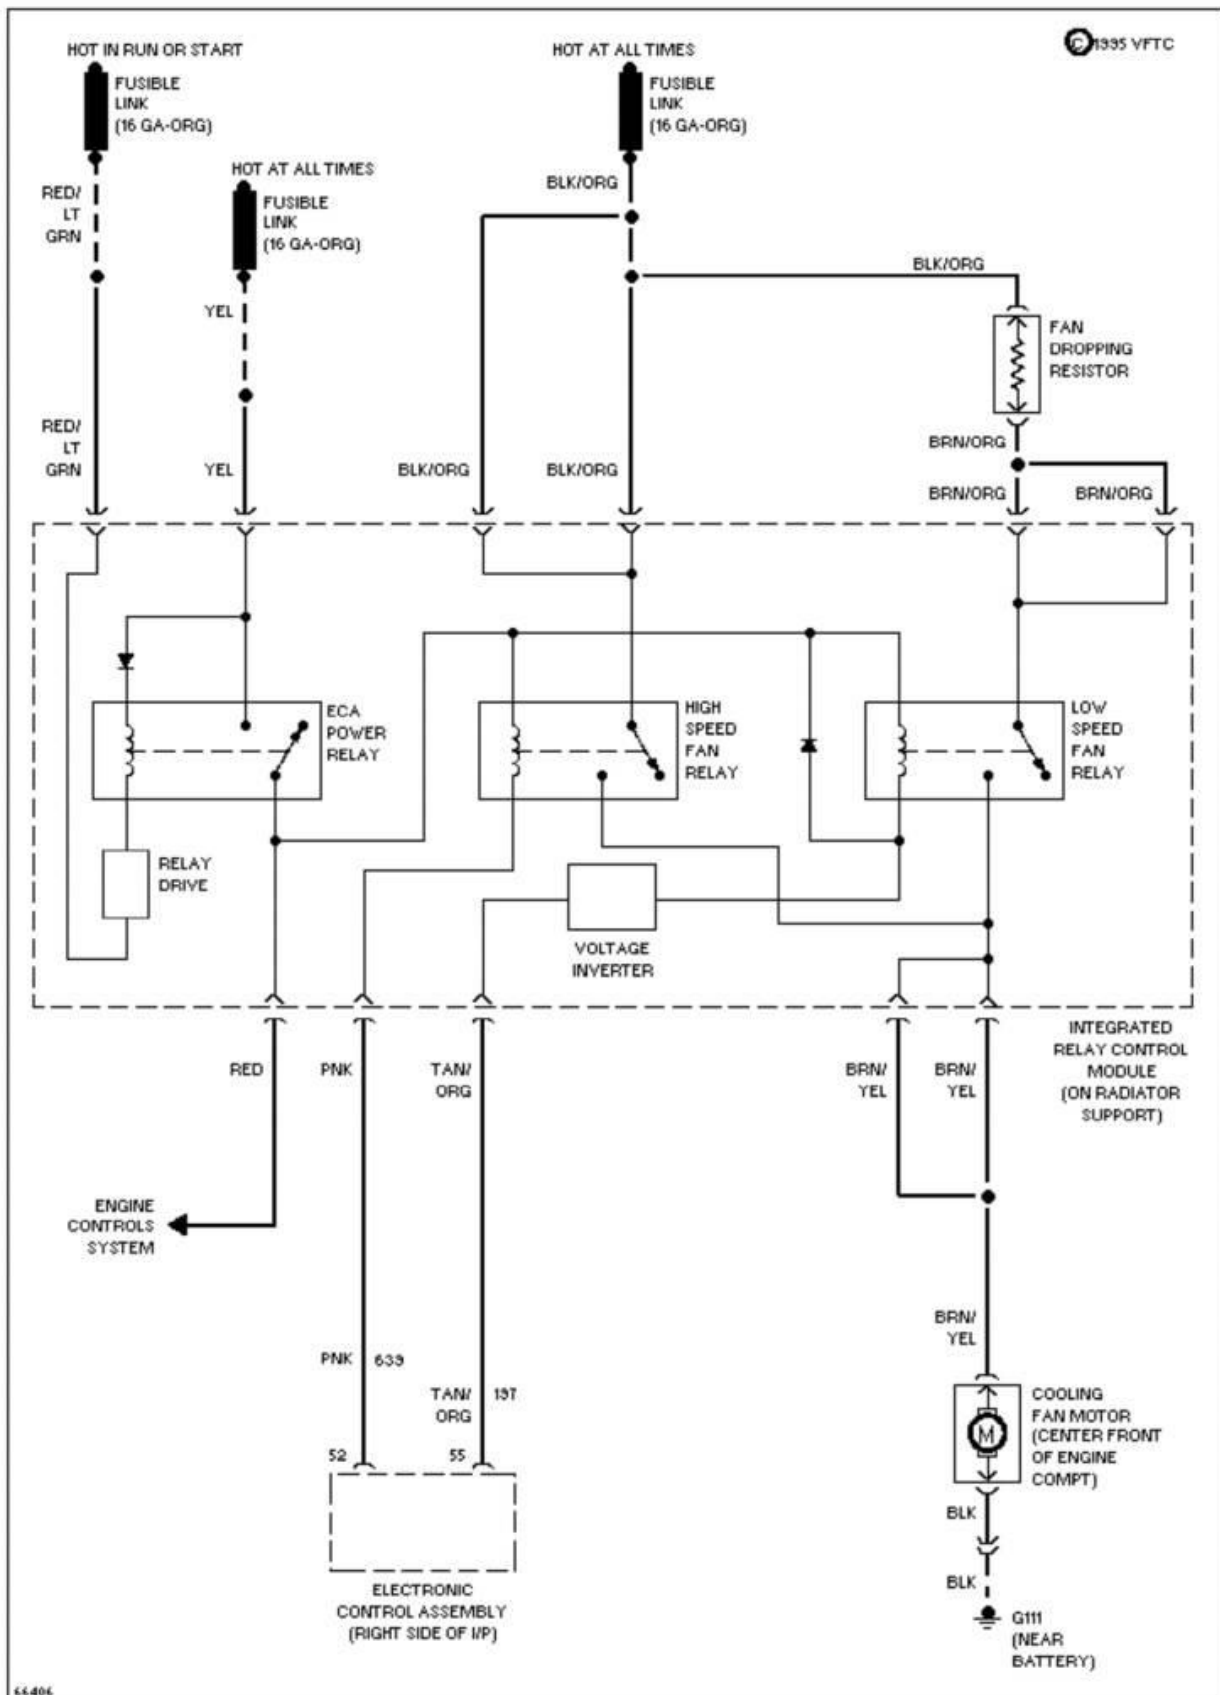 HOT IN RUN OR START
HOT AT ALL TIMES
© 1995 VFTC
FUSIBLE
LINK
(16 GA-ORG)
FUSIBLE
LINK
(16 GA-ORG)
HOT AT ALL TIMES
FUSIBLE
LINK
(16 GA-ORG)
RED/
LT
GRN
BLK/ORG
BLK/ORG
YEL
FAN
DROPPING
RESISTOR
RED/
LT
GRN
YEL
BLK/ORG
BLK/ORG
BRN/ORG
BRN/ORG
BRN/ORG
ECA
POWER
RELAY
HIGH
SPEED
FAN
RELAY
LOW
SPEED
FAN
RELAY
RELAY
DRIVE
VOLTAGE
INVERTER
INTEGRATED
RELAY CONTROL
MODULE
(ON RADIATOR
SUPPORT)
RED
PNK
TAN/
ORG
BRN/
YEL
BRN/
YEL
ENGINE
CONTROLS
SYSTEM
BRN/
YEL
PNK
639
TAN/
ORG
197
52
55
COOLING
FAN MOTOR
(CENTER FRONT
OF ENGINE
COMPT)
M
BLK
BLK
ELECTRONIC
CONTROL ASSEMBLY
(RIGHT SIDE OF I/P)
G111
(NEAR
BATTERY)
66406